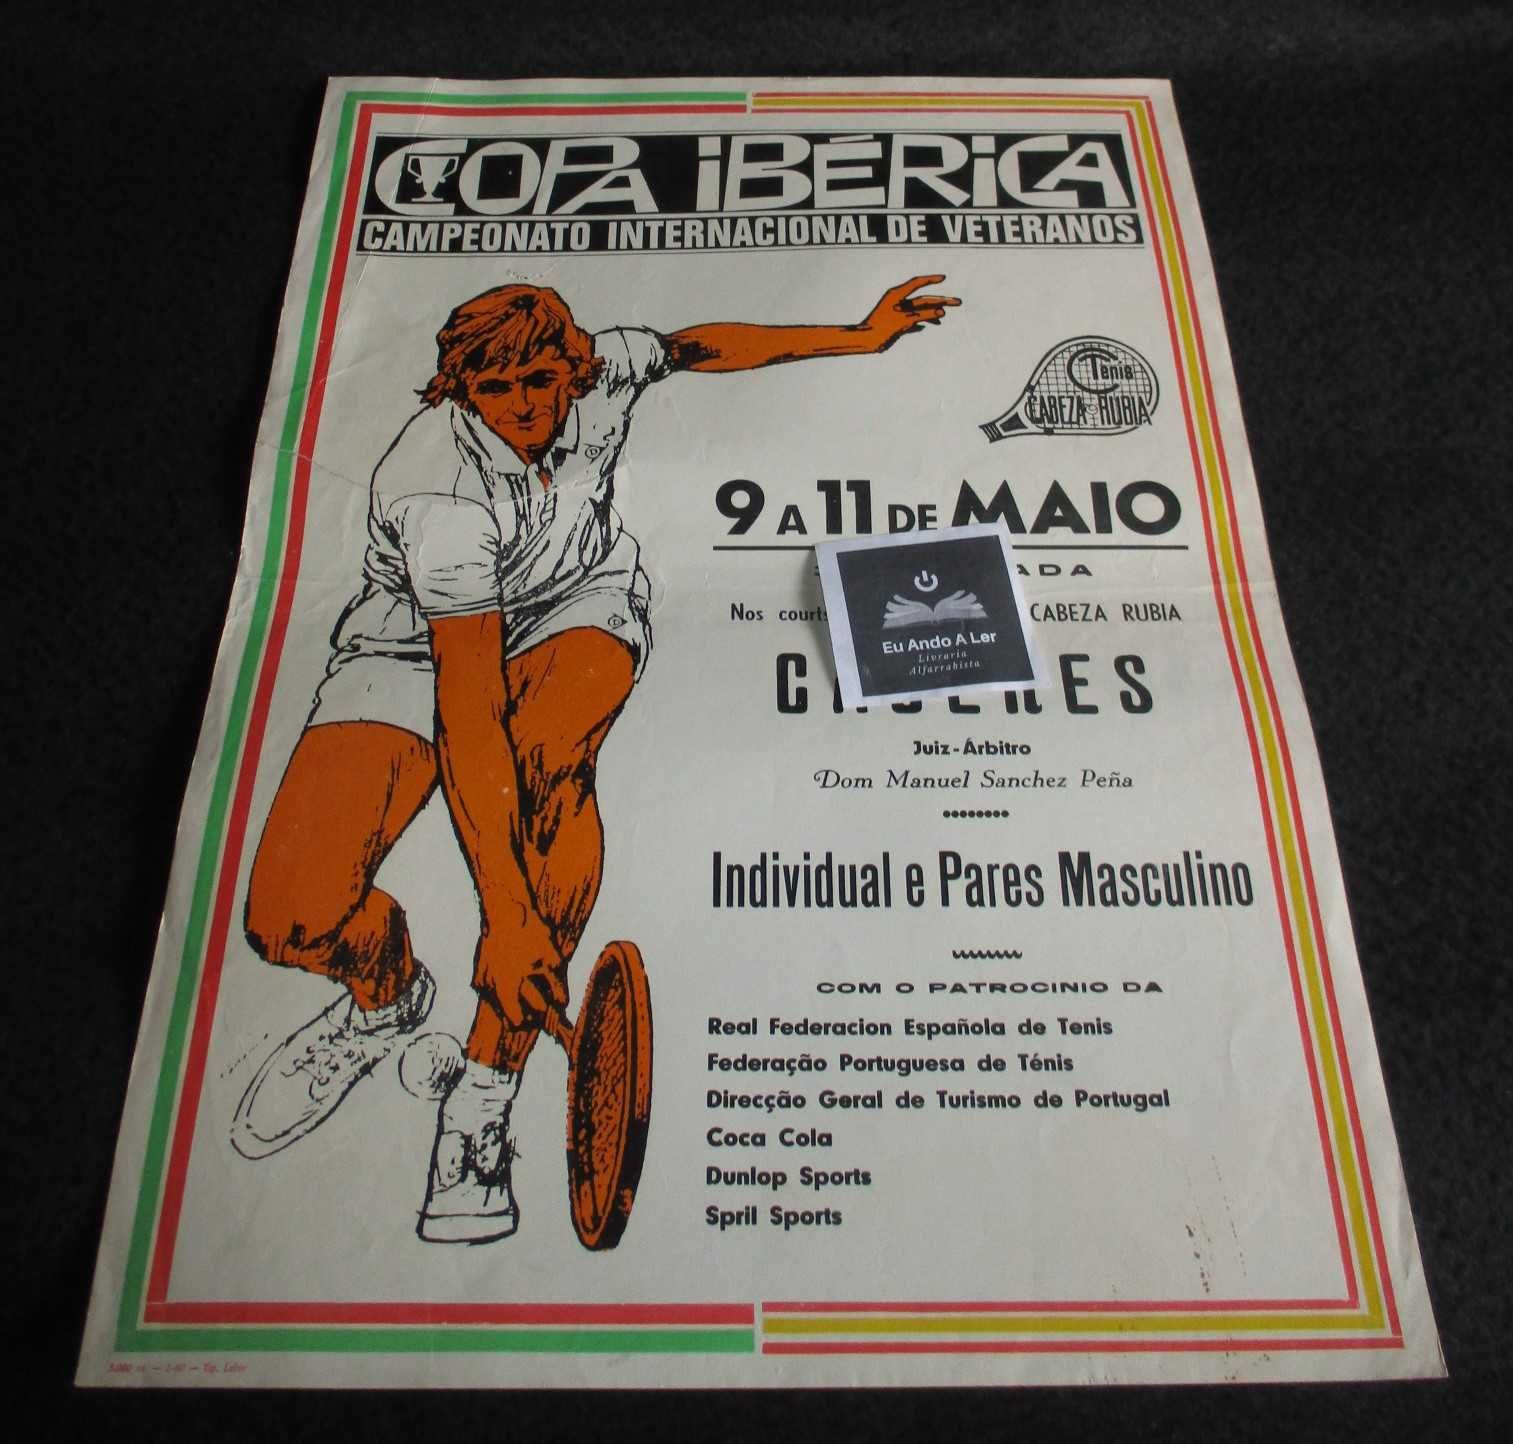 COPA IBÉRICA
CAMPEONATO INTERNACIONAL DE VETERANOS
C Tenis
CABEZA RUBIA
9 A 11 DE MAIO
Nos courts CABEZA RUBIA
Eu Ando A Ler
Livraria
Alfarrabista
Juiz-Árbitro
Dom Manuel Sanchez Peña
Individual e Pares Masculino
COM O PATROCINIO DA
Real Federacion Española de Tenis
Federação Portuguesa de Ténis
Direcção Geral de Turismo de Portugal
Coca Cola
Dunlop Sports
Spril Sports